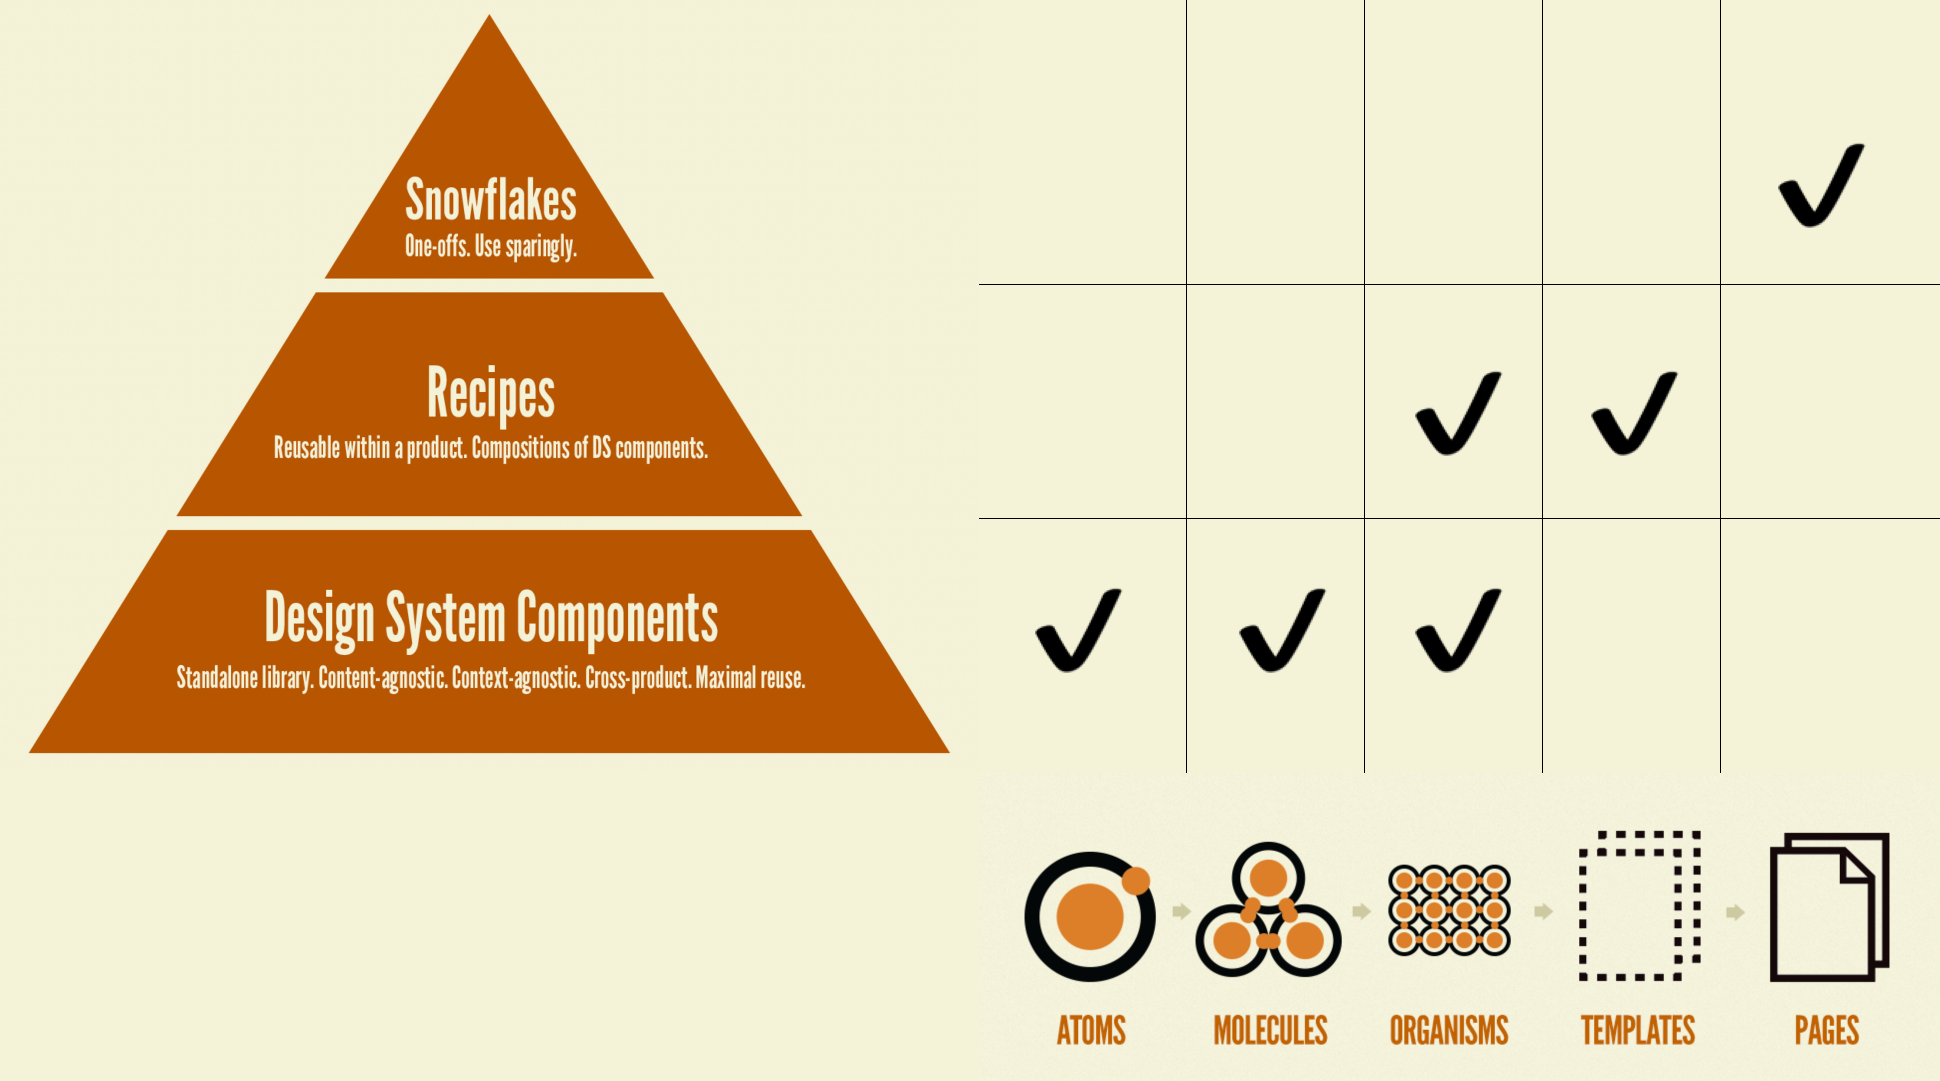 Snowflakes
One-offs. Use sparingly.
Recipes
Reusable within a product. Compositions of DS components.
Design System Components
Standalone library. Content-agnostic. Context-agnostic. Cross-product. Maximal reuse.
ATOMS
MOLECULES
ORGANISMS
TEMPLATES
PAGES